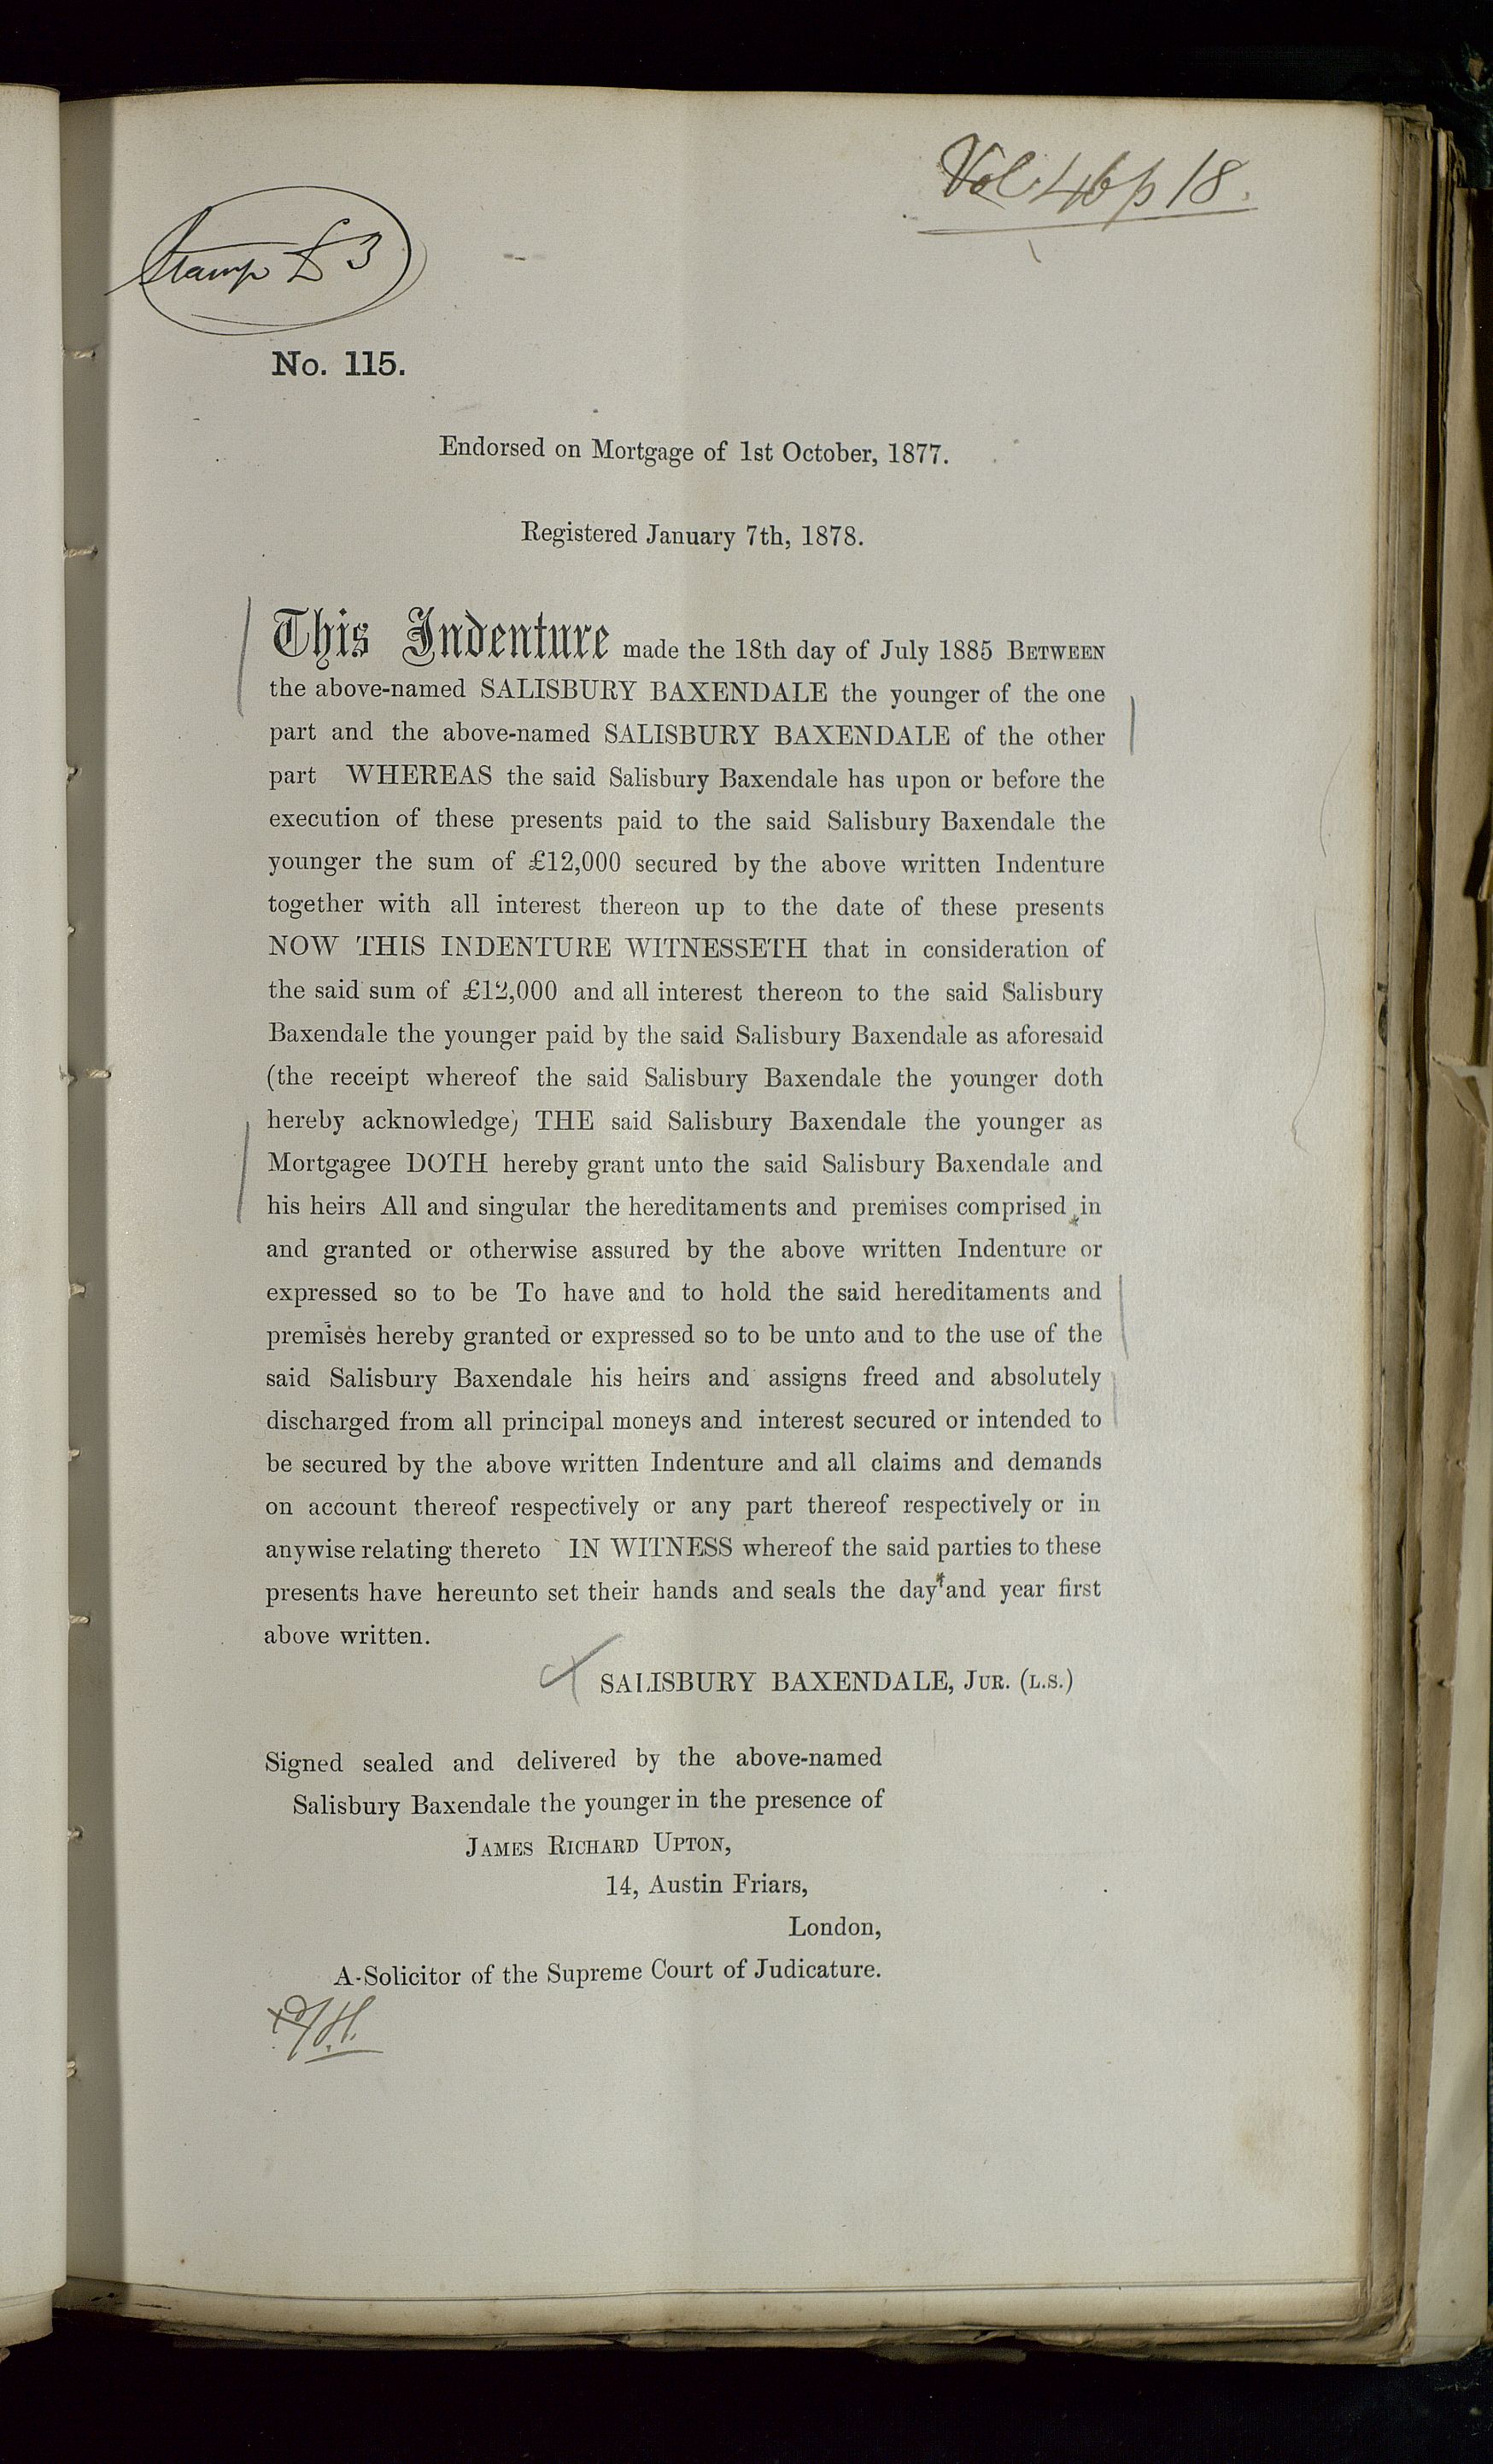 Vol. 46 p 18.
Stamp £3
No. 115.
Endorsed on Mortgage of 1st October, 1877.
Registered January 7th, 1878.
This Indenture made the 18th day of July 1885 BETWEEN
the above-named SALISBURY BAXENDALE the younger of the one
part and the above-named SALISBURY BAXENDALE of the other
part WHEREAS the said Salisbury Baxendale has upon or before the
execution of these presents paid to the said Salisbury Baxendale the
younger the sum of £12,000 secured by the above written Indenture
together with all interest thereon up to the date of these presents
NOW THIS INDENTURE WITNESSETH that in consideration of
the said sum of £12,000 and all interest thereon to the said Salisbury
Baxendale the younger paid by the said Salisbury Baxendale as aforesaid
(the receipt whereof the said Salisbury Baxendale the younger doth
hereby acknowledge) THE said Salisbury Baxendale the younger as
Mortgagee DOTH hereby grant unto the said Salisbury Baxendale and
his heirs All and singular the hereditaments and premises comprised in
and granted or otherwise assured by the above written Indenture or
expressed so to be To have and to hold the said hereditaments and
premises hereby granted or expressed so to be unto and to the use of the
said Salisbury Baxendale his heirs and assigns freed and absolutely
discharged from all principal moneys and interest secured or intended to
be secured by the above written Indenture and all claims and demands
on account thereof respectively or any part thereof respectively or in
anywise relating thereto IN WITNESS whereof the said parties to these
presents have hereunto set their hands and seals the day and year first
above written.
SALISBURY BAXENDALE, JUR. (L.S.)
Signed sealed and delivered by the above-named
Salisbury Baxendale the younger in the presence of
JAMES RICHARD UPTON,
14, Austin Friars,
London,
A-Solicitor of the Supreme Court of Judicature.